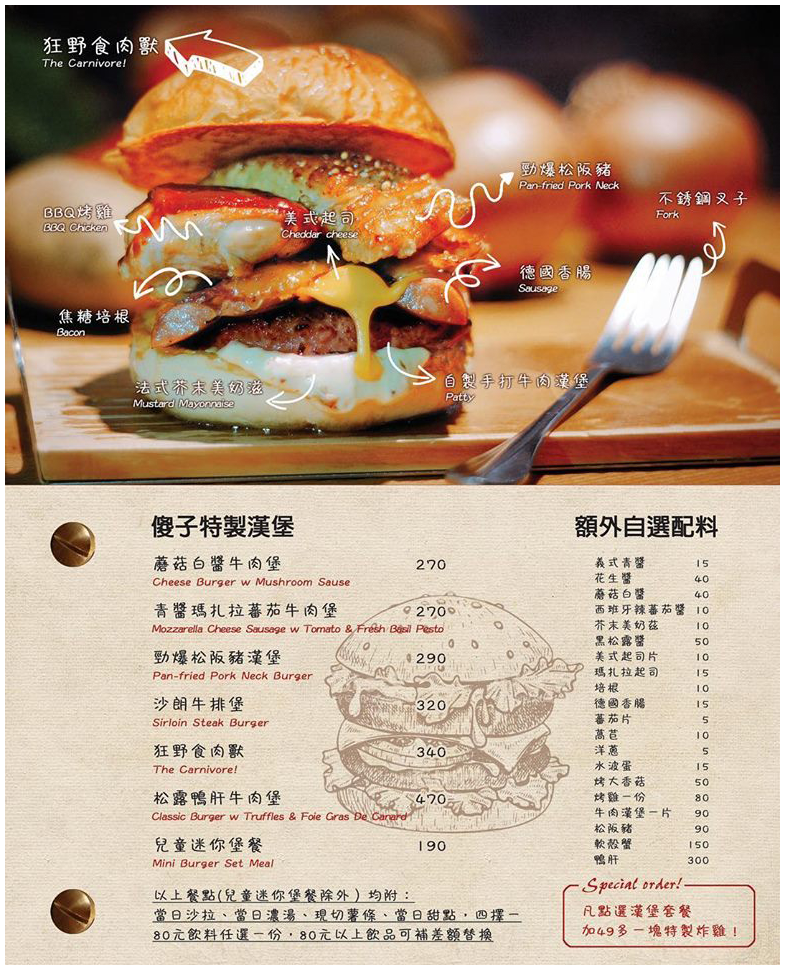 狂野食肉獸
The Carnivore!
勁爆松阪豬
Pan-fried Pork Neck
不銹鋼叉子
Fork
BBQ烤雞
BBQ Chicken
美式起司
Cheddar cheese
德國香腸
Sausage
焦糖培根
Bacon
法式芥末美奶滋
Mustard Mayonnaise
自製手打牛肉漢堡
Patty
傻子特製漢堡
蘑菇白醬牛肉堡 270
Cheese Burger w Mushroom Sause
青醬瑪扎拉蕃茄牛肉堡 270
Mozzarella Cheese Sausage w Tomato & Fresh Basil Pesto
勁爆松阪豬漢堡 290
Pan-fried Pork Neck Burger
沙朗牛排堡 320
Sirloin Steak Burger
狂野食肉獸 340
The Carnivore!
松露鴨肝牛肉堡 470
Classic Burger w Truffles & Foie Gras De Canard
兒童迷你堡餐 190
Mini Burger Set Meal
以上餐點(兒童迷你堡餐除外)均附：
當日沙拉、當日濃湯、現切薯條、當日甜點，四擇一
80元飲料任選一份，80元以上飲品可補差額替換
額外自選配料
義式青醬 15
花生醬 40
蘑菇白醬 40
西班牙辣蕃茄醬 10
芥末美奶茲 10
黑松露醬 50
美式起司片 10
瑪扎拉起司 15
培根 10
德國香腸 15
蕃茄片 5
萵苣 10
洋蔥 5
水波蛋 15
烤大香菇 50
烤雞一份 80
牛肉漢堡一片 90
松阪豬 90
軟殼蟹 150
鴨肝 300
Special order!
凡點選漢堡套餐
加49多一塊特製炸雞！